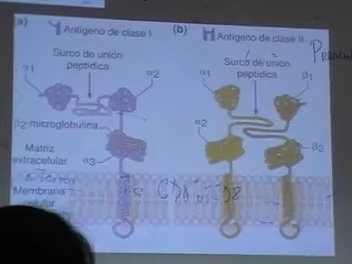 a) Antígeno de clase I
(b) Antígeno de clase II
Surco de unión
peptídica
Surco de unión
peptídica
α1
α2
α1
β1
β2-microglobulina
α2
β2
Matriz
extracelular
α3
Membrana
celular